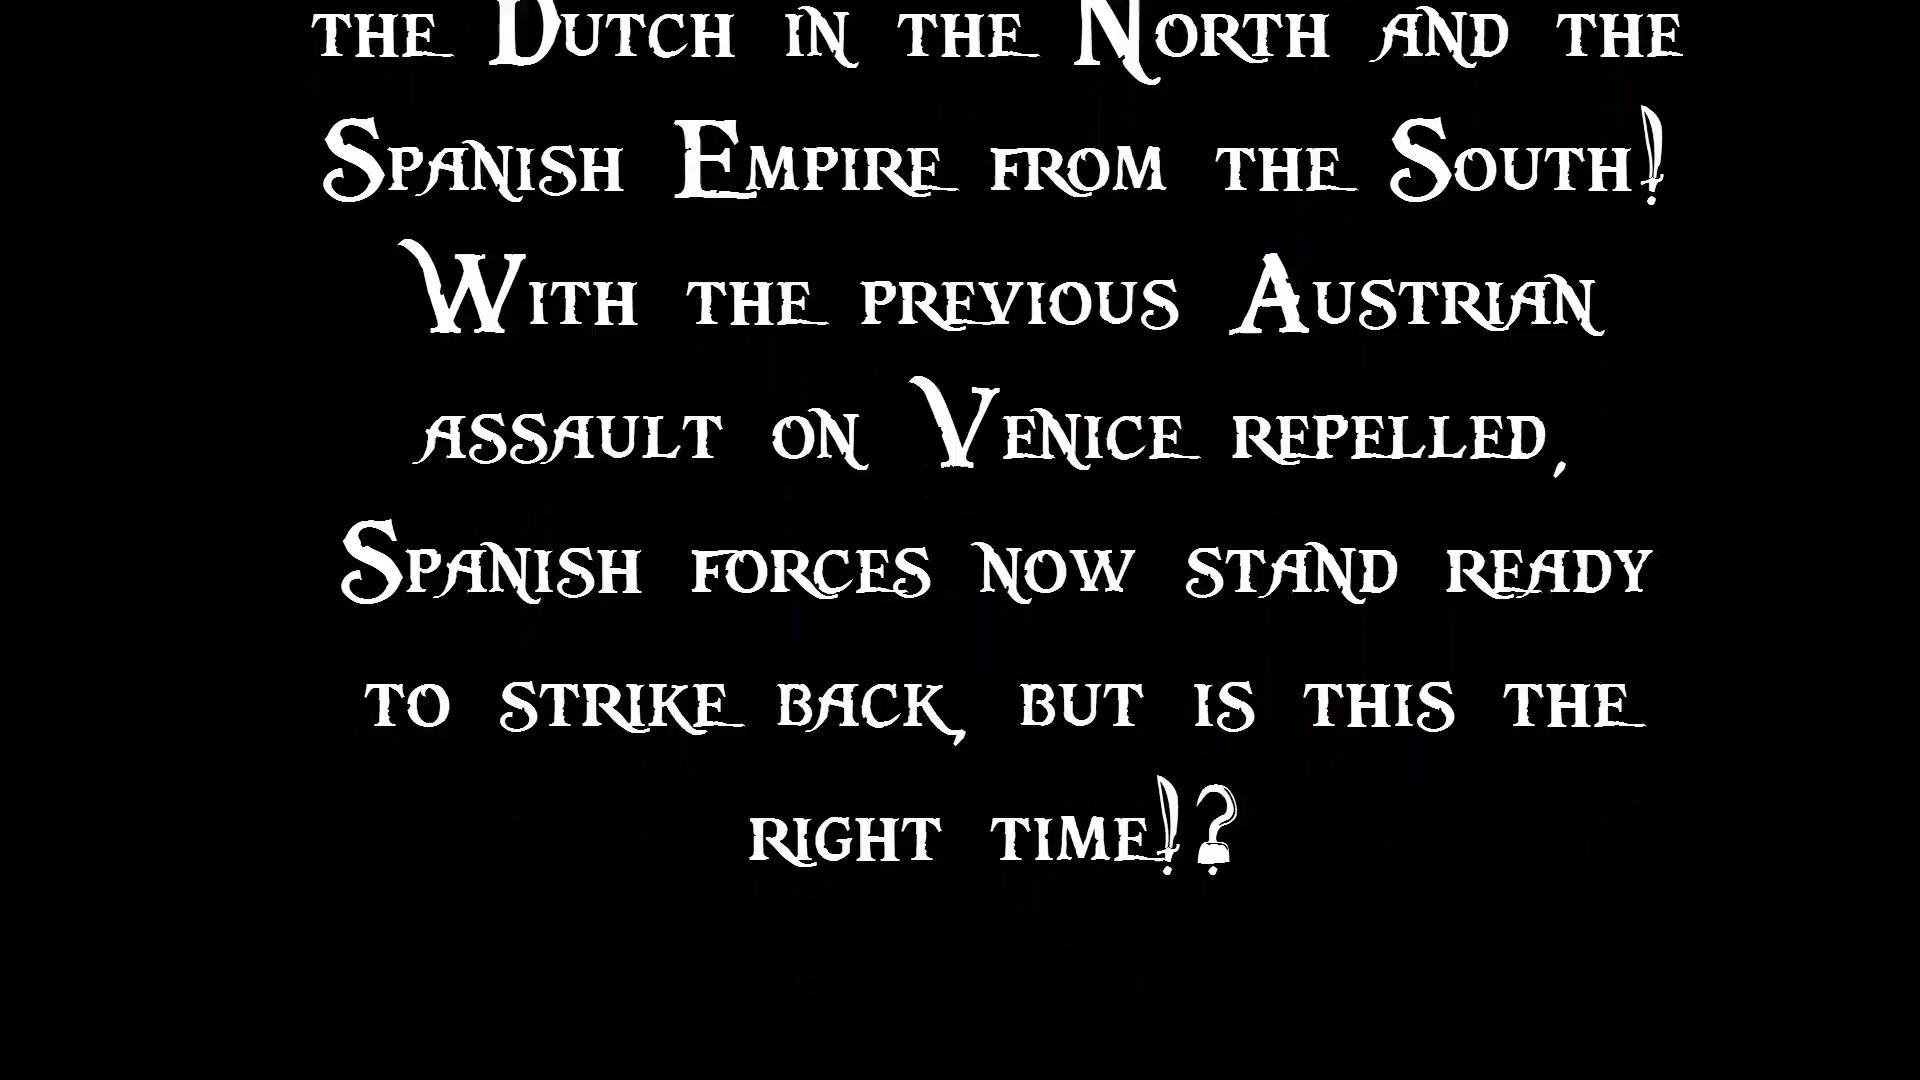 the Dutch in the North and the
Spanish Empire from the South!
With the previous Austrian
assault on Venice repelled,
Spanish forces now stand ready
to strike back, but is this the
right time!?